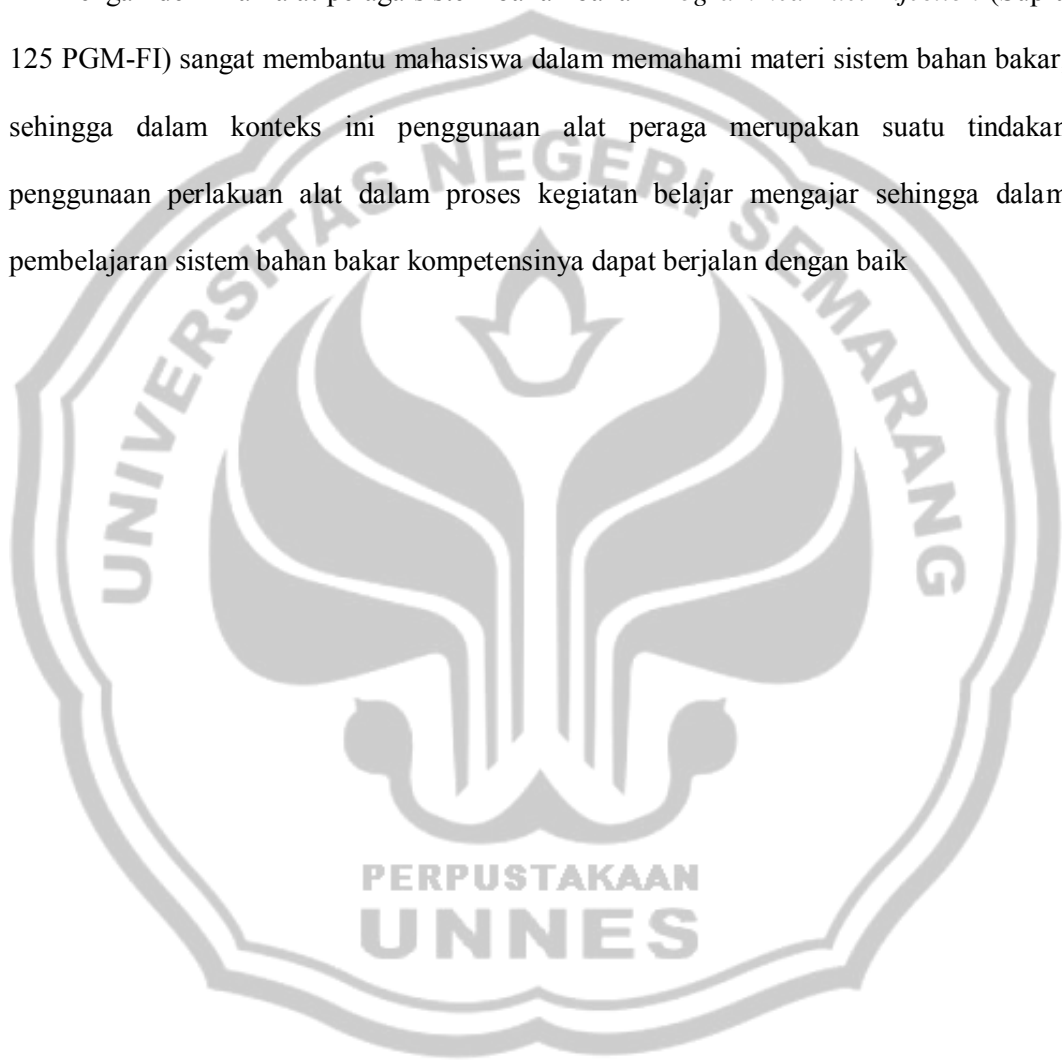 125 PGM-FI) sangat membantu mahasiswa dalam memahami materi sistem bahan bakar
sehingga dalam konteks ini penggunaan alat peraga merupakan suatu tindakan
penggunaan perlakuan alat dalam proses kegiatan belajar mengajar sehingga dalam
pembelajaran sistem bahan bakar kompetensinya dapat berjalan dengan baik
UNIVERSITAS NEGERI SEMARANG
PERPUSTAKAAN
UNNES